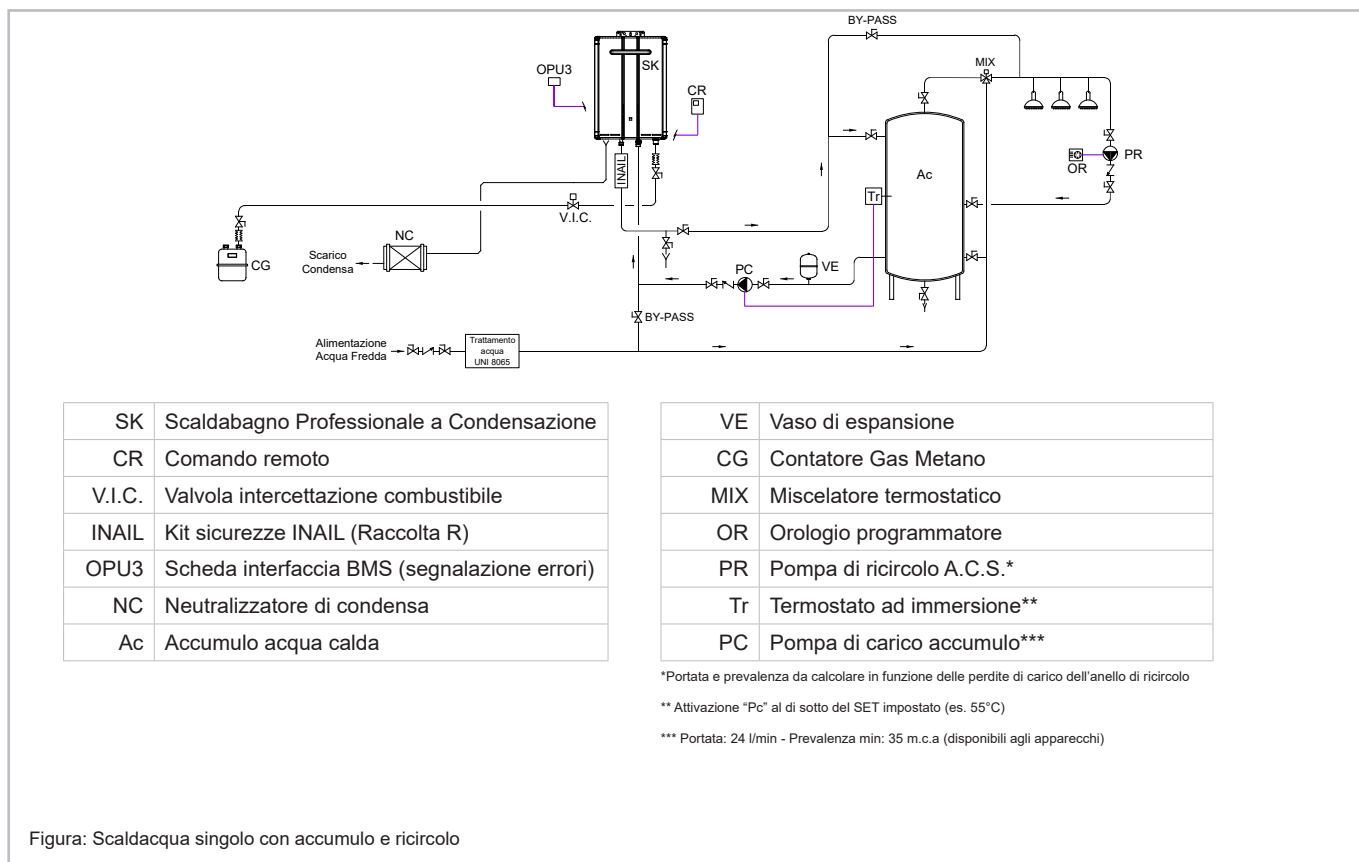 BY-PASS
MIX
SK
OPU3
CR
INAIL
V.I.C.
Ac
Tr
OR
PR
NC
Scarico
Condensa
CG
PC
VE
BY-PASS
Alimentazione
Acqua Fredda
Trattamento
acqua
UNI 8065
SK Scaldabagno Professionale a Condensazione
CR Comando remoto
V.I.C. Valvola intercettazione combustibile
INAIL Kit sicurezze INAIL (Raccolta R)
OPU3 Scheda interfaccia BMS (segnalazione errori)
NC Neutralizzatore di condensa
Ac Accumulo acqua calda
VE Vaso di espansione
CG Contatore Gas Metano
MIX Miscelatore termostatico
OR Orologio programmatore
PR Pompa di ricircolo A.C.S.*
Tr Termostato ad immersione**
PC Pompa di carico accumulo***
*Portata e prevalenza da calcolare in funzione delle perdite di carico dell'anello di ricircolo
** Attivazione “Pc” al di sotto del SET impostato (es. 55°C)
*** Portata: 24 l/min - Prevalenza min: 35 m.c.a (disponibili agli apparecchi)
Figura: Scaldacqua singolo con accumulo e ricircolo